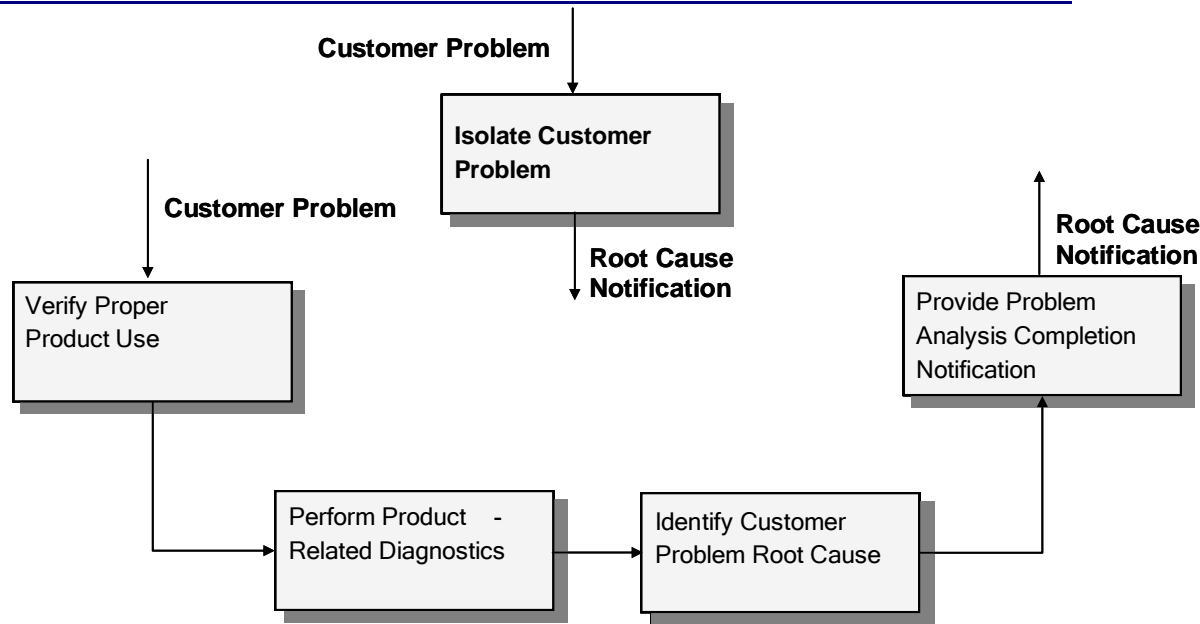 Customer Problem
Isolate Customer
Problem
Customer Problem
Root Cause
Notification
Root Cause
Notification
Verify Proper
Product Use
Provide Problem
Analysis Completion
Notification
Perform Product -
Related Diagnostics
Identify Customer
Problem Root Cause